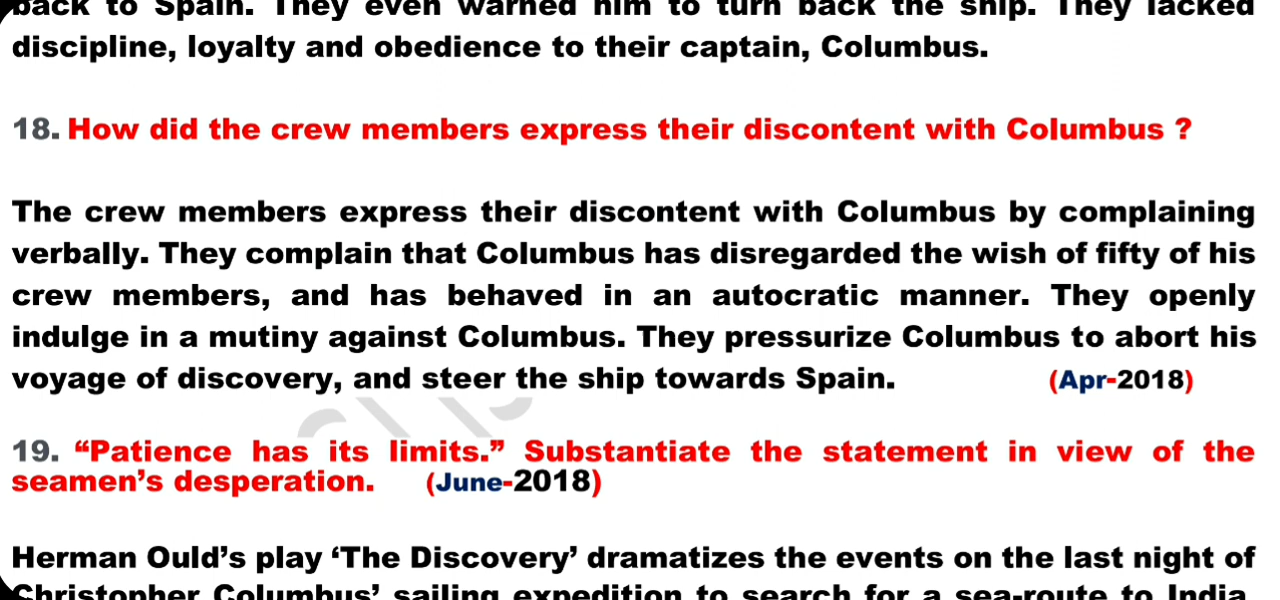 back to Spain. They even warned him to turn back the ship. They lacked
discipline, loyalty and obedience to their captain, Columbus.
18. How did the crew members express their discontent with Columbus ?
The crew members express their discontent with Columbus by complaining
verbally. They complain that Columbus has disregarded the wish of fifty of his
crew members, and has behaved in an autocratic manner. They openly
indulge in a mutiny against Columbus. They pressurize Columbus to abort his
voyage of discovery, and steer the ship towards Spain. (Apr-2018)
19. “Patience has its limits.” Substantiate the statement in view of the
seamen’s desperation. (June-2018)
Herman Ould’s play ‘The Discovery’ dramatizes the events on the last night of
Christopher Columbus’ sailing expedition to search for a sea-route to India.